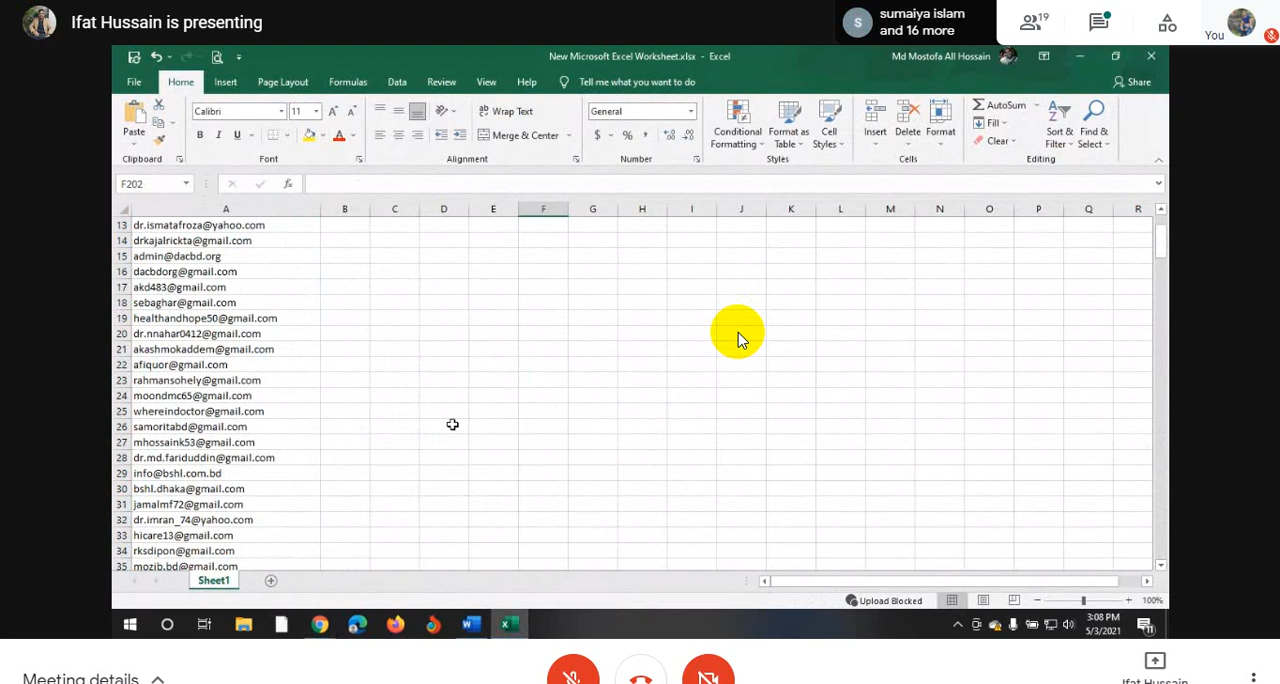 Ifat Hussain is presenting
S
sumaiya islam
and 16 more
19
You
New Microsoft Excel Worksheet.xlsx - Excel
Md Mostofa All Hossain
File Home Insert Page Layout Formulas Data Review View Help Tell me what you want to do Share
Paste
Clipboard
Calibri 11
B I U
Font
Wrap Text
Merge & Center
Alignment
General
$ % ,
Number
Conditional Formatting
Format as Table
Cell Styles
Styles
Insert Delete Format
Cells
AutoSum
Fill
Clear
Sort & Filter
Find & Select
Editing
F202
fx
A B C D E F G H I J K L M N O P Q R
13 dr.ismatafroza@yahoo.com
14 drkajalrickta@gmail.com
15 admin@dacbd.org
16 dacbdorg@gmail.com
17 akd483@gmail.com
18 sebaghar@gmail.com
19 healthandhope50@gmail.com
20 dr.nnahar0412@gmail.com
21 akashmokaddem@gmail.com
22 afiquor@gmail.com
23 rahmansohely@gmail.com
24 moondmc65@gmail.com
25 whereindoctor@gmail.com
26 samoritabd@gmail.com
27 mhossaink53@gmail.com
28 dr.md.fariduddin@gmail.com
29 info@bshl.com.bd
30 bshl.dhaka@gmail.com
31 jamalmf72@gmail.com
32 dr.imran_74@yahoo.com
33 hicare13@gmail.com
34 rksdipon@gmail.com
35 mozib.bd@gmail.com
Sheet1
Upload Blocked
100%
3:08 PM
5/3/2021
11
Meeting details
Ifat Hussain